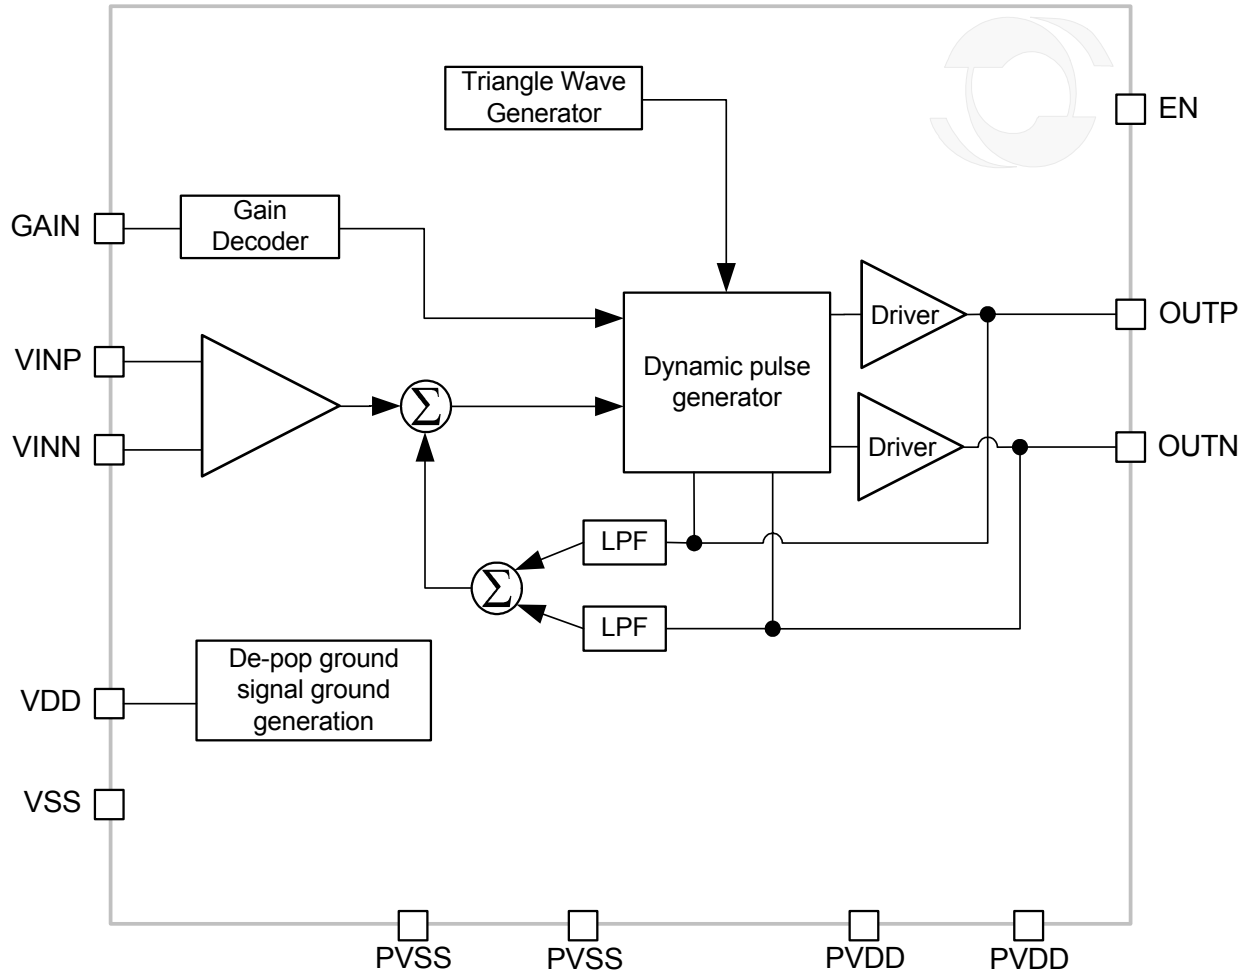 Triangle Wave
Generator
EN
GAIN
Gain
Decoder
Driver
OUTP
VINP
Dynamic pulse
generator
Σ
VINN
Driver
OUTN
LPF
Σ
LPF
De-pop ground
signal ground
generation
VDD
VSS
PVSS
PVSS
PVDD
PVDD